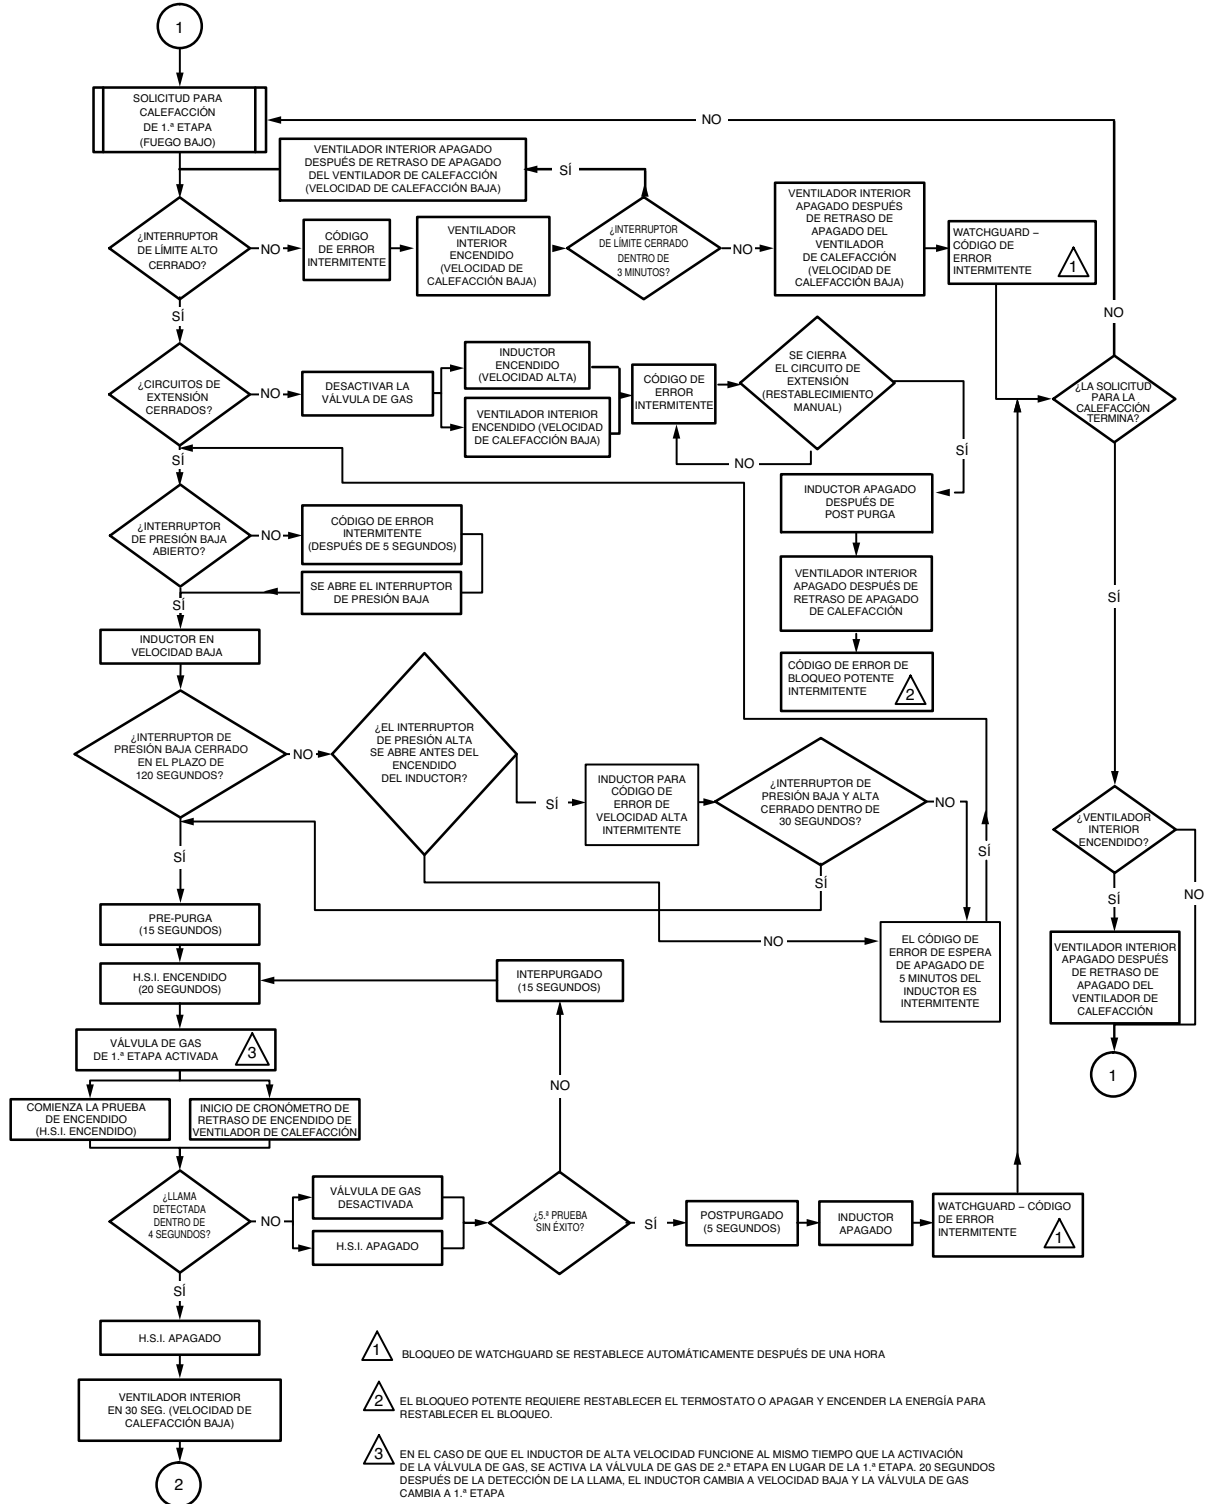 1
SOLICITUD PARA
CALEFACCIÓN
DE 1.ª ETAPA
(FUEGO BAJO)
NO
VENTILADOR INTERIOR APAGADO
DESPUÉS DE RETRASO DE APAGADO
DEL VENTILADOR DE CALEFACCIÓN
(VELOCIDAD DE CALEFACCIÓN BAJA)
SÍ
¿INTERRUPTOR
DE LÍMITE ALTO
CERRADO?
NO
CÓDIGO
DE ERROR
INTERMITENTE
VENTILADOR
INTERIOR
ENCENDIDO
(VELOCIDAD DE
CALEFACCIÓN BAJA)
¿INTERRUPTOR
DE LÍMITE CERRADO
DENTRO DE
3 MINUTOS?
NO
VENTILADOR INTERIOR
APAGADO DESPUÉS
DE RETRASO DE
APAGADO DEL
VENTILADOR
DE CALEFACCIÓN
(VELOCIDAD DE
CALEFACCIÓN BAJA)
WATCHGUARD –
CÓDIGO DE
ERROR
INTERMITENTE
1
SÍ
NO
¿CIRCUITOS DE
EXTENSIÓN
CERRADOS?
NO
DESACTIVAR LA
VÁLVULA DE GAS
INDUCTOR
ENCENDIDO
(VELOCIDAD ALTA)
VENTILADOR INTERIOR
ENCENDIDO (VELOCIDAD
DE CALEFACCIÓN BAJA)
CÓDIGO DE
ERROR
INTERMITENTE
SE CIERRA
EL CIRCUITO DE
EXTENSIÓN
(RESTABLECIMIENTO
MANUAL)
NO
SÍ
¿LA SOLICITUD
PARA LA
CALEFACCIÓN
TERMINA?
SÍ
INDUCTOR APAGADO
DESPUÉS DE
POST PURGA
¿INTERRUPTOR
DE PRESIÓN BAJA
ABIERTO?
NO
CÓDIGO DE ERROR
INTERMITENTE
(DESPUÉS DE 5 SEGUNDOS)
SE ABRE EL INTERRUPTOR
DE PRESIÓN BAJA
VENTILADOR INTERIOR
APAGADO DESPUÉS DE
RETRASO DE APAGADO
DE CALEFACCIÓN
SÍ
SÍ
INDUCTOR EN
VELOCIDAD BAJA
CÓDIGO DE ERROR DE
BLOQUEO POTENTE
INTERMITENTE
2
¿INTERRUPTOR DE
PRESIÓN BAJA CERRADO
EN EL PLAZO DE
120 SEGUNDOS?
NO
¿EL INTERRUPTOR
DE PRESIÓN ALTA
SE ABRE ANTES DEL
ENCENDIDO
DEL INDUCTOR?
SÍ
INDUCTOR PARA
CÓDIGO DE
ERROR DE
VELOCIDAD ALTA
INTERMITENTE
¿INTERRUPTOR DE
PRESIÓN BAJA Y ALTA
CERRADO DENTRO DE
30 SEGUNDOS?
NO
SÍ
¿VENTILADOR
INTERIOR
ENCENDIDO?
SÍ
SÍ
SÍ
NO
PRE-PURGA
(15 SEGUNDOS)
NO
EL CÓDIGO DE
ERROR DE ESPERA
DE APAGADO DE
5 MINUTOS DEL
INDUCTOR ES
INTERMITENTE
VENTILADOR INTERIOR
APAGADO DESPUÉS
DE RETRASO DE
APAGADO DEL
VENTILADOR DE
CALEFACCIÓN
H.S.I. ENCENDIDO
(20 SEGUNDOS)
INTERPURGADO
(15 SEGUNDOS)
VÁLVULA DE GAS
DE 1.ª ETAPA ACTIVADA
3
1
NO
COMIENZA LA PRUEBA
DE ENCENDIDO
(H.S.I. ENCENDIDO)
INICIO DE CRONÓMETRO DE
RETRASO DE ENCENDIDO DE
VENTILADOR DE CALEFACCIÓN
¿LLAMA
DETECTADA
DENTRO DE
4 SEGUNDOS?
NO
VÁLVULA DE GAS
DESACTIVADA
H.S.I. APAGADO
¿5.ª PRUEBA
SIN ÉXITO?
SÍ
POSTPURGADO
(5 SEGUNDOS)
INDUCTOR
APAGADO
WATCHGUARD – CÓDIGO
DE ERROR
INTERMITENTE
1
SÍ
H.S.I. APAGADO
VENTILADOR INTERIOR
EN 30 SEG. (VELOCIDAD DE
CALEFACCIÓN BAJA)
2
1 BLOQUEO DE WATCHGUARD SE RESTABLECE AUTOMÁTICAMENTE DESPUÉS DE UNA HORA
2 EL BLOQUEO POTENTE REQUIERE RESTABLECER EL TERMOSTATO O APAGAR Y ENCENDER LA ENERGÍA PARA
RESTABLECER EL BLOQUEO.
3 EN EL CASO DE QUE EL INDUCTOR DE ALTA VELOCIDAD FUNCIONE AL MISMO TIEMPO QUE LA ACTIVACIÓN
DE LA VÁLVULA DE GAS, SE ACTIVA LA VÁLVULA DE GAS DE 2.ª ETAPA EN LUGAR DE LA 1.ª ETAPA. 20 SEGUNDOS
DESPUÉS DE LA DETECCIÓN DE LA LLAMA, EL INDUCTOR CAMBIA A VELOCIDAD BAJA Y LA VÁLVULA DE GAS
CAMBIA A 1.ª ETAPA